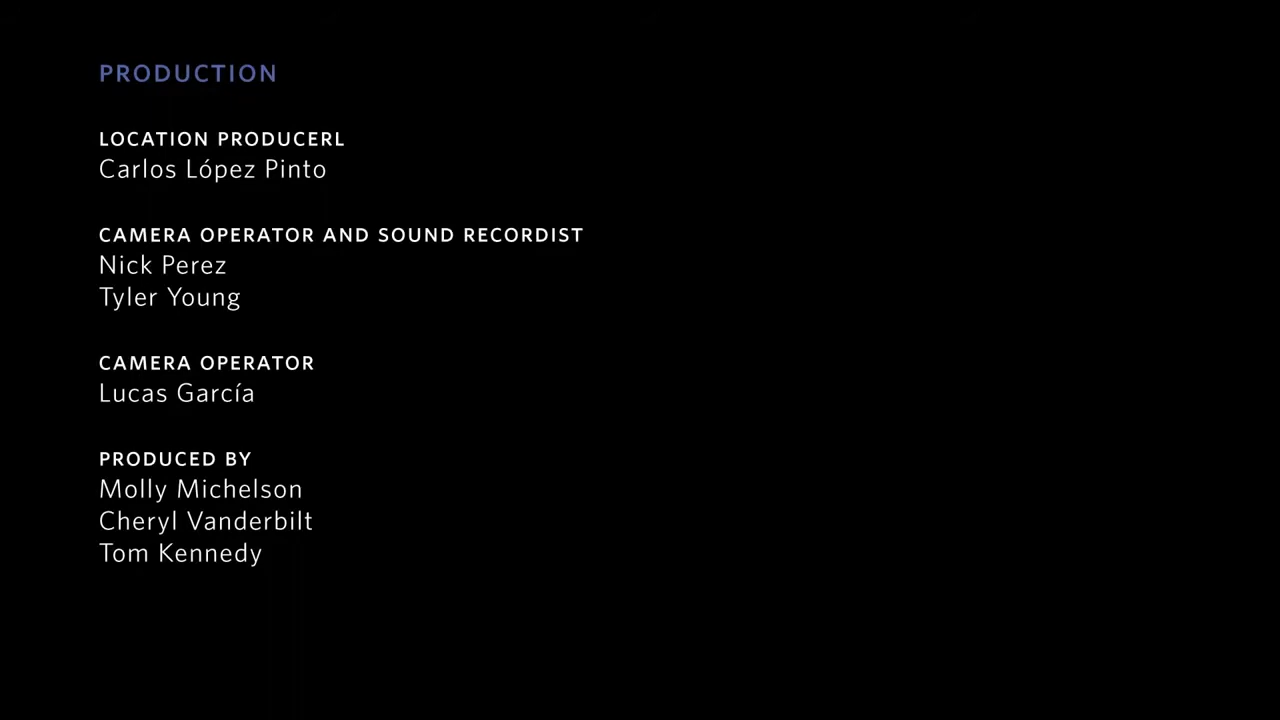 PRODUCTION
LOCATION PRODUCERL
Carlos López Pinto
CAMERA OPERATOR AND SOUND RECORDIST
Nick Perez
Tyler Young
CAMERA OPERATOR
Lucas García
PRODUCED BY
Molly Michelson
Cheryl Vanderbilt
Tom Kennedy